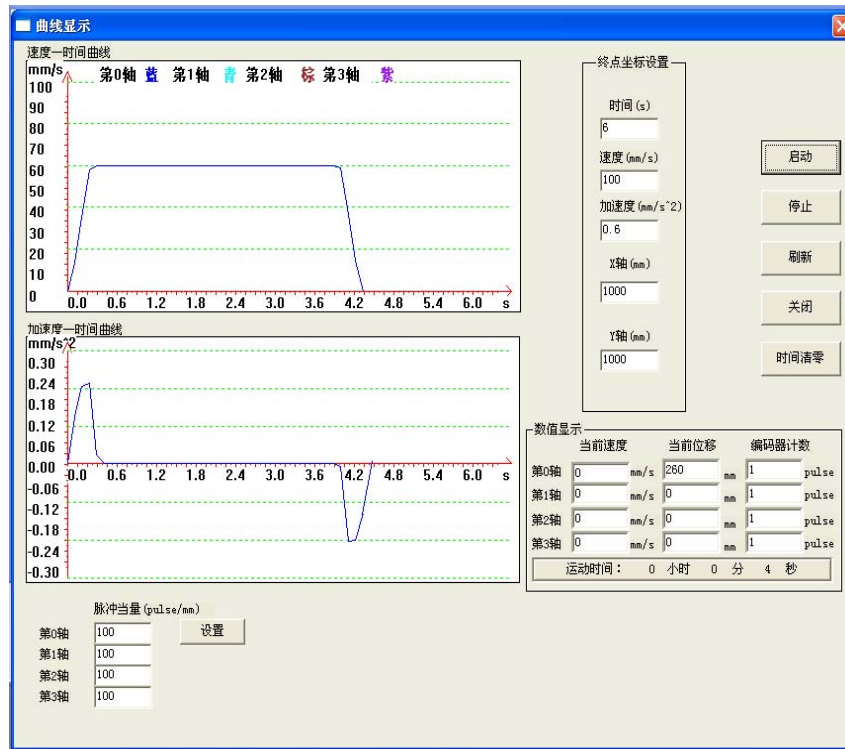 曲线显示
速度一时间曲线
mm/s 第0轴 蓝 第1轴 青 第2轴 棕 第3轴 紫
100
90
80
70
60
50
40
30
20
10
0
0.0 0.6 1.2 1.8 2.4 3.0 3.6 4.2 4.8 5.4 6.0 s
加速度一时间曲线
mm/s^2
0.30
0.24
0.18
0.12
0.06
0.00
0.0 0.6 1.2 1.8 2.4 3.0 3.6 4.2 4.8 5.4 6.0 s
-0.06
-0.12
-0.18
-0.24
-0.30
脉冲当量(pulse/mm)
第0轴 100 设置
第1轴 100
第2轴 100
第3轴 100
终点坐标设置
时间(s)
6
速度(mm/s)
100
加速度(mm/s^2)
0.6
X轴(mm)
1000
Y轴(mm)
1000
启动
停止
刷新
关闭
时间清零
数值显示
当前速度 当前位移 编码器计数
第0轴 0 mm/s 260 mm 1 pulse
第1轴 0 mm/s 0 mm 1 pulse
第2轴 0 mm/s 0 mm 1 pulse
第3轴 0 mm/s 0 mm 1 pulse
运动时间： 0 小时 0 分 4 秒